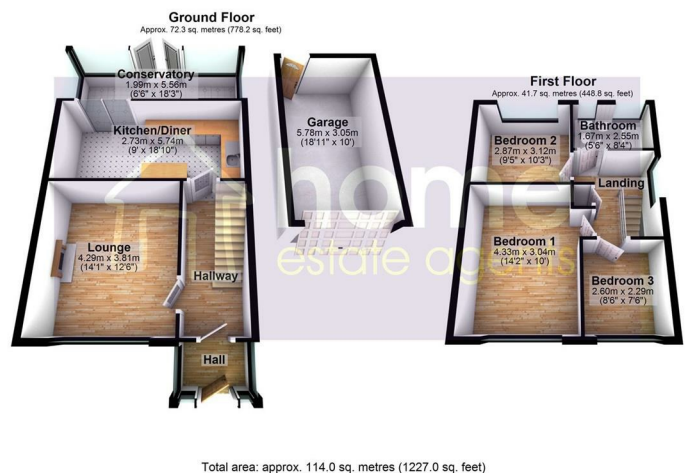 Ground Floor
Approx. 72.3 sq. metres (778.2 sq. feet)
Conservatory
1.99m x 5.56m
(6'6" x 18'3")
Kitchen/Diner
2.73m x 5.74m
(9' x 18'10")
Lounge
4.29m x 3.81m
(14'1" x 12'6")
Hallway
Hall
Garage
5.78m x 3.05m
(18'11" x 10')
First Floor
Approx. 41.7 sq. metres (448.8 sq. feet)
Bedroom 2
2.87m x 3.12m
(9'5" x 10'3")
Bathroom
1.67m x 2.55m
(5'6" x 8'4")
Landing
Bedroom 1
4.33m x 3.04m
(14'2" x 10')
Bedroom 3
2.60m x 2.29m
(8'6" x 7'6")
home
estate agents
Total area: approx. 114.0 sq. metres (1227.0 sq. feet)